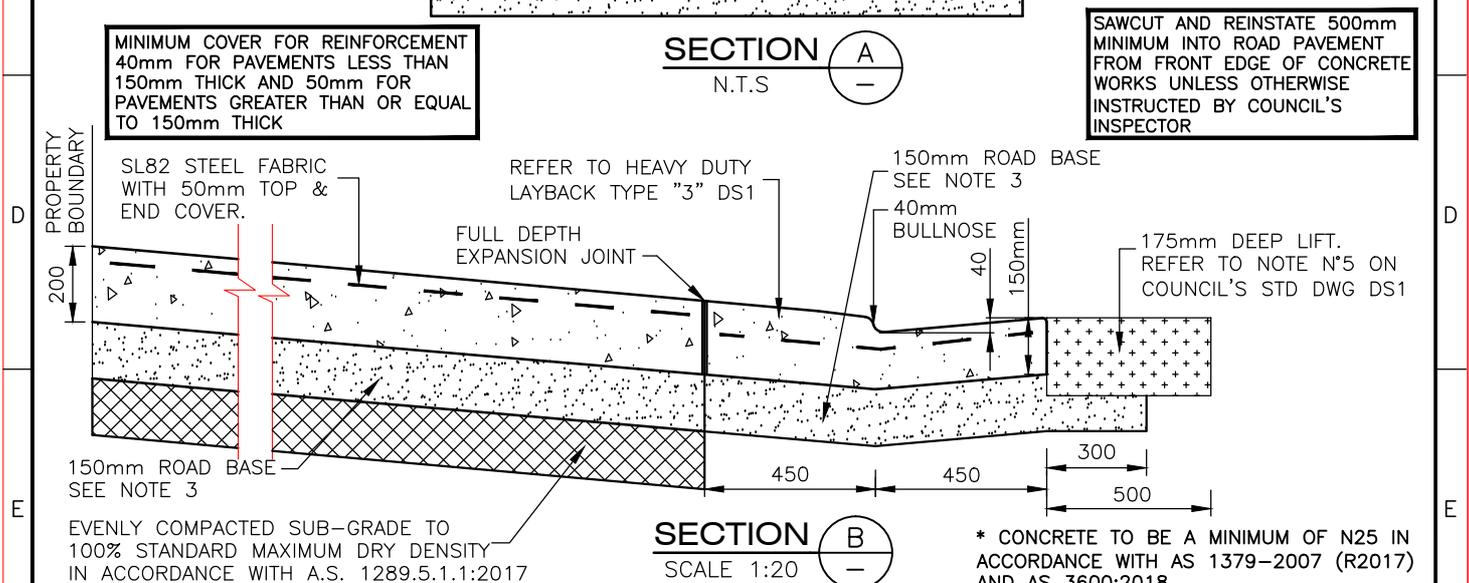 MINIMUM COVER FOR REINFORCEMENT
40mm FOR PAVEMENTS LESS THAN
150mm THICK AND 50mm FOR
PAVEMENTS GREATER THAN OR EQUAL
TO 150mm THICK
SECTION A
N.T.S –
SAWCUT AND REINSTATE 500mm
MINIMUM INTO ROAD PAVEMENT
FROM FRONT EDGE OF CONCRETE
WORKS UNLESS OTHERWISE
INSTRUCTED BY COUNCIL'S
INSPECTOR
D
PROPERTY
BOUNDARY
200
SL82 STEEL FABRIC
WITH 50mm TOP &
END COVER.
FULL DEPTH
EXPANSION JOINT
REFER TO HEAVY DUTY
LAYBACK TYPE "3" DS1
150mm ROAD BASE
SEE NOTE 3
40mm
BULLNOSE
40
150mm
175mm DEEP LIFT.
REFER TO NOTE N°5 ON
COUNCIL'S STD DWG DS1
D
150mm ROAD BASE
SEE NOTE 3
450
450
300
500
E
EVENLY COMPACTED SUB-GRADE TO
100% STANDARD MAXIMUM DRY DENSITY
IN ACCORDANCE WITH A.S. 1289.5.1.1:2017
SECTION B
SCALE 1:20 –
* CONCRETE TO BE A MINIMUM OF N25 IN
ACCORDANCE WITH AS 1379-2007 (R2017)
AND AS 3600:2018
E